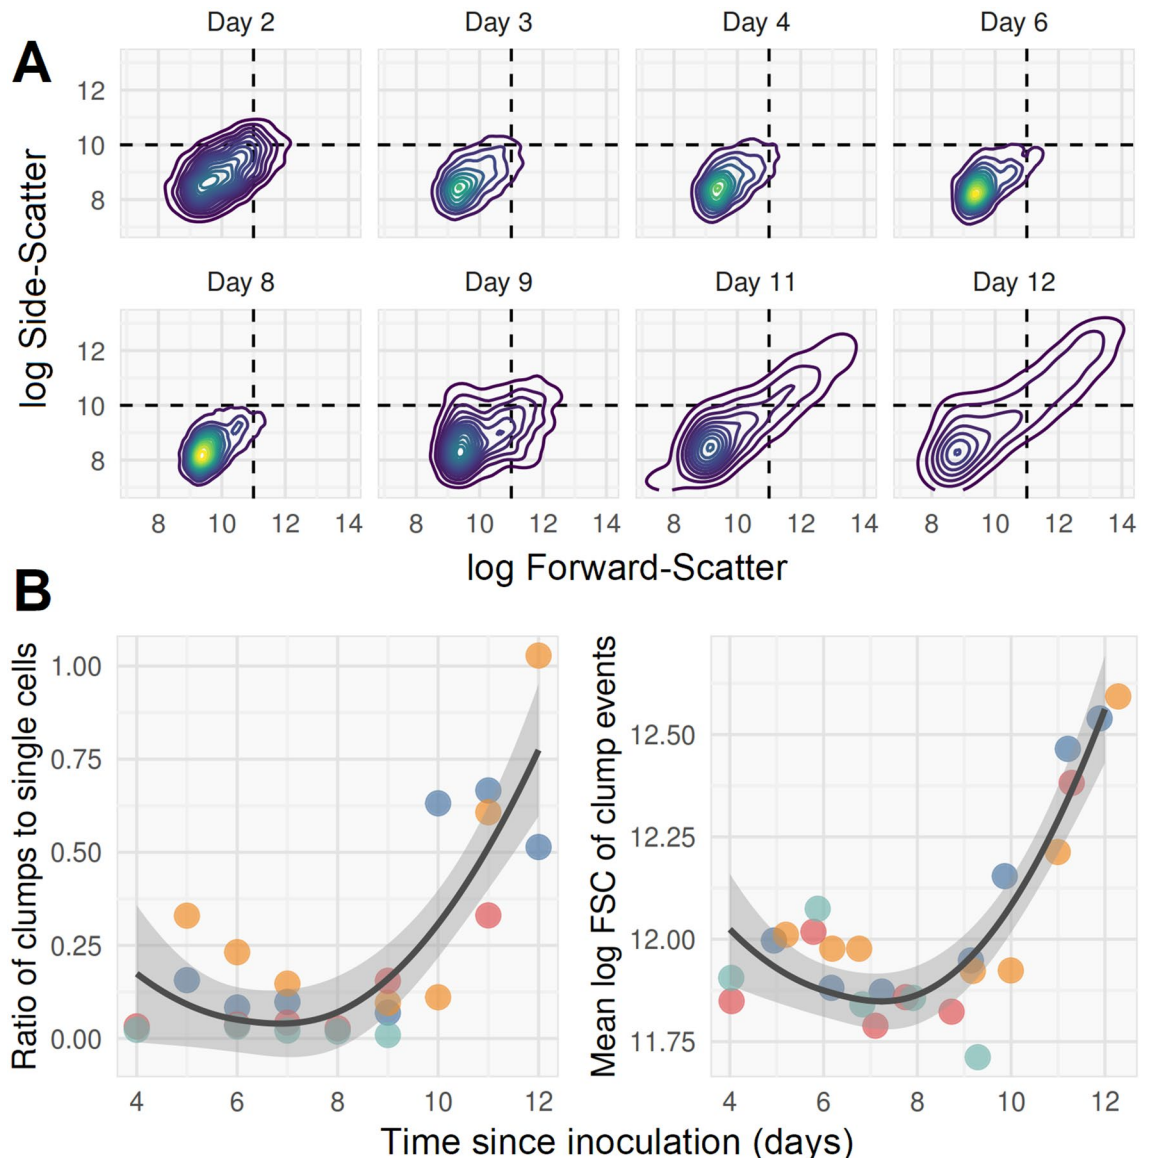 A
Day 2 Day 3 Day 4 Day 6
12
10
8
Day 8 Day 9 Day 11 Day 12
12
10
8
8 10 12 14 8 10 12 14 8 10 12 14 8 10 12 14
log Side-Scatter
log Forward-Scatter
B
Ratio of clumps to single cells
1.00
0.75
0.50
0.25
0.00
4 6 8 10 12
Mean log FSC of clump events
12.50
12.25
12.00
11.75
4 6 8 10 12
Time since inoculation (days)